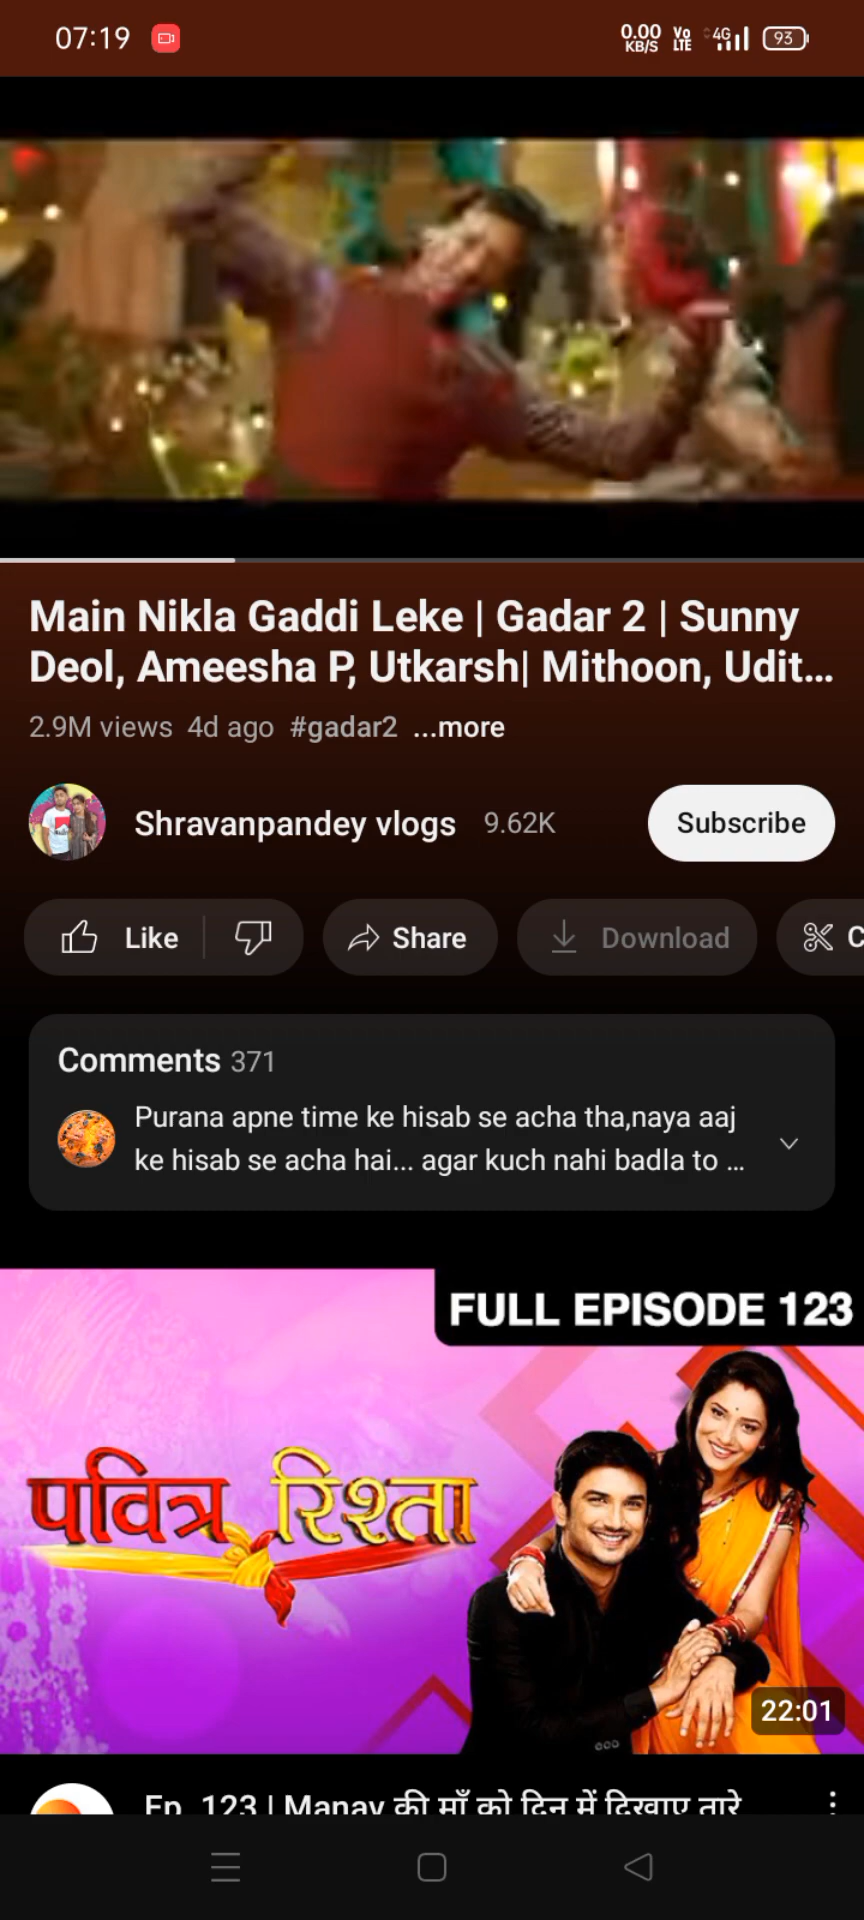 07:19
0.00 KB/S Vo LTE 4G 93
Main Nikla Gaddi Leke | Gadar 2 | Sunny
Deol, Ameesha P, Utkarsh| Mithoon, Udit...
2.9M views 4d ago #gadar2 ...more
Shravanpandey vlogs 9.62K Subscribe
Like Share Download C
Comments 371
Purana apne time ke hisab se acha tha,naya aaj
ke hisab se acha hai... agar kuch nahi badla to ...
FULL EPISODE 123
पवित्र रिश्ता
22:01
Ep. 123 | Manav की माँ को दिन में दिखाए तारे